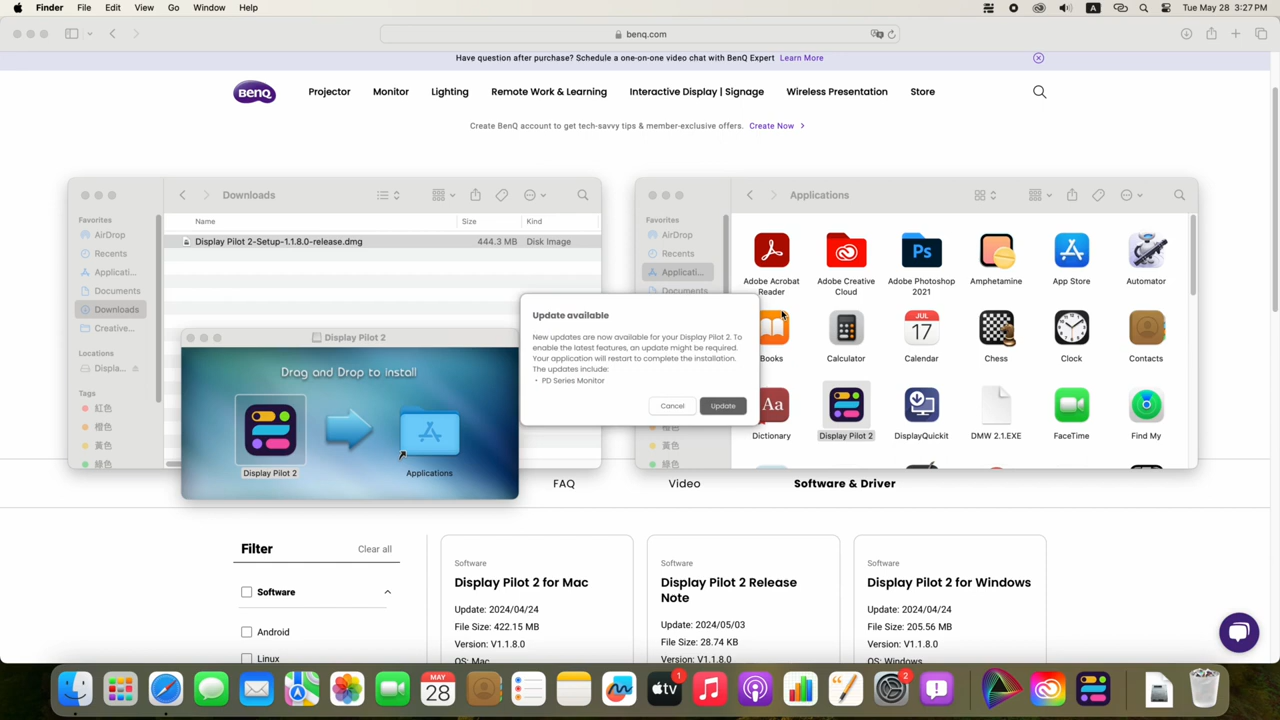 Finder File Edit View Go Window Help
A Tue May 28 3:27PM
benq.com
Have question after purchase? Schedule a one-on-one video chat with BenQ Expert Learn More
BenQ Projector Monitor Lighting Remote Work & Learning Interactive Display | Signage Wireless Presentation Store
Create BenQ account to get tech-savvy tips & member-exclusive offers. Create Now >
Downloads
Favorites
AirDrop
Recents
Applicati...
Documents
Downloads
Creative...
Locations
Displa...
Tags
紅色
橙色
黃色
綠色
Name Size Kind
Display Pilot 2-Setup-1.1.8.0-release.dmg 444.3 MB Disk Image
Display Pilot 2
Drag and Drop to install
Display Pilot 2
Applications
Update available
New updates are now available for your Display Pilot 2. To
enable the latest features, an update might be required.
Your application will restart to complete the installation.
The updates include:
• PD Series Monitor
Cancel Update
Applications
Favorites
AirDrop
Recents
Applicati...
Documents
黃色
綠色
Adobe Acrobat
Reader
Adobe Creative
Cloud
Ps
Adobe Photoshop
2021
Amphetamine
App Store
Automator
Books
Calculator
JUL
17
Calendar
Chess
Clock
Contacts
Aa
Dictionary
Display Pilot 2
DisplayQuickit
DMW 2.1.EXE
FaceTime
Find My
FAQ Video Software & Driver
Filter Clear all
Software
Android
Linux
Software
Display Pilot 2 for Mac
Update: 2024/04/24
File Size: 422.15 MB
Version: V1.1.8.0
OS: Mac
Software
Display Pilot 2 Release
Note
Update: 2024/05/03
File Size: 28.74 KB
Version: V1.1.8.0
Software
Display Pilot 2 for Windows
Update: 2024/04/24
File Size: 205.56 MB
Version: V1.1.8.0
OS: Windows
MAY
28
tv
1
2